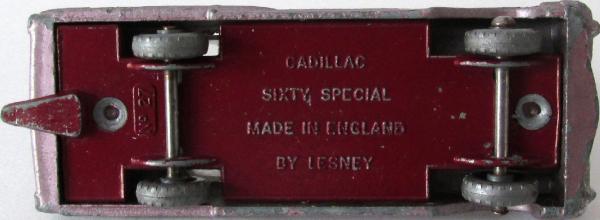 CADILLAC
SIXTY SPECIAL
MADE IN ENGLAND
BY LESNEY
No 27